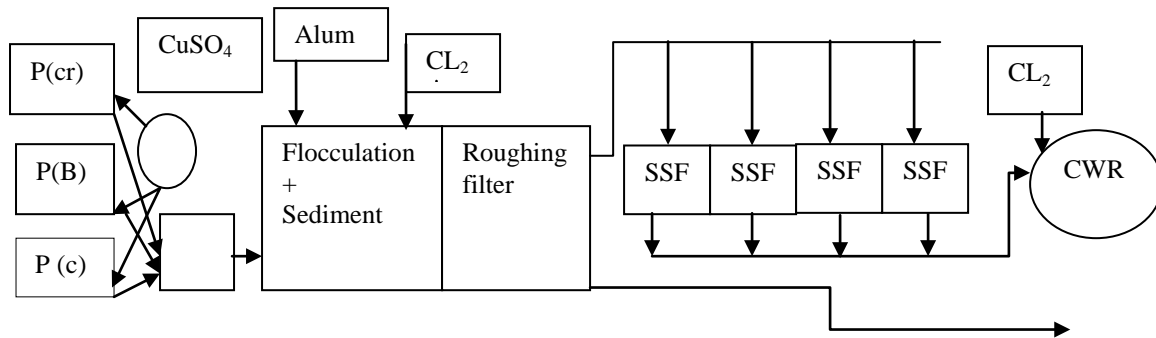 CuSO4
Alum
CL2
P(cr)
P(B)
P (c)
Flocculation
+
Sediment
Roughing
filter
SSF
SSF
SSF
SSF
CL2
CWR